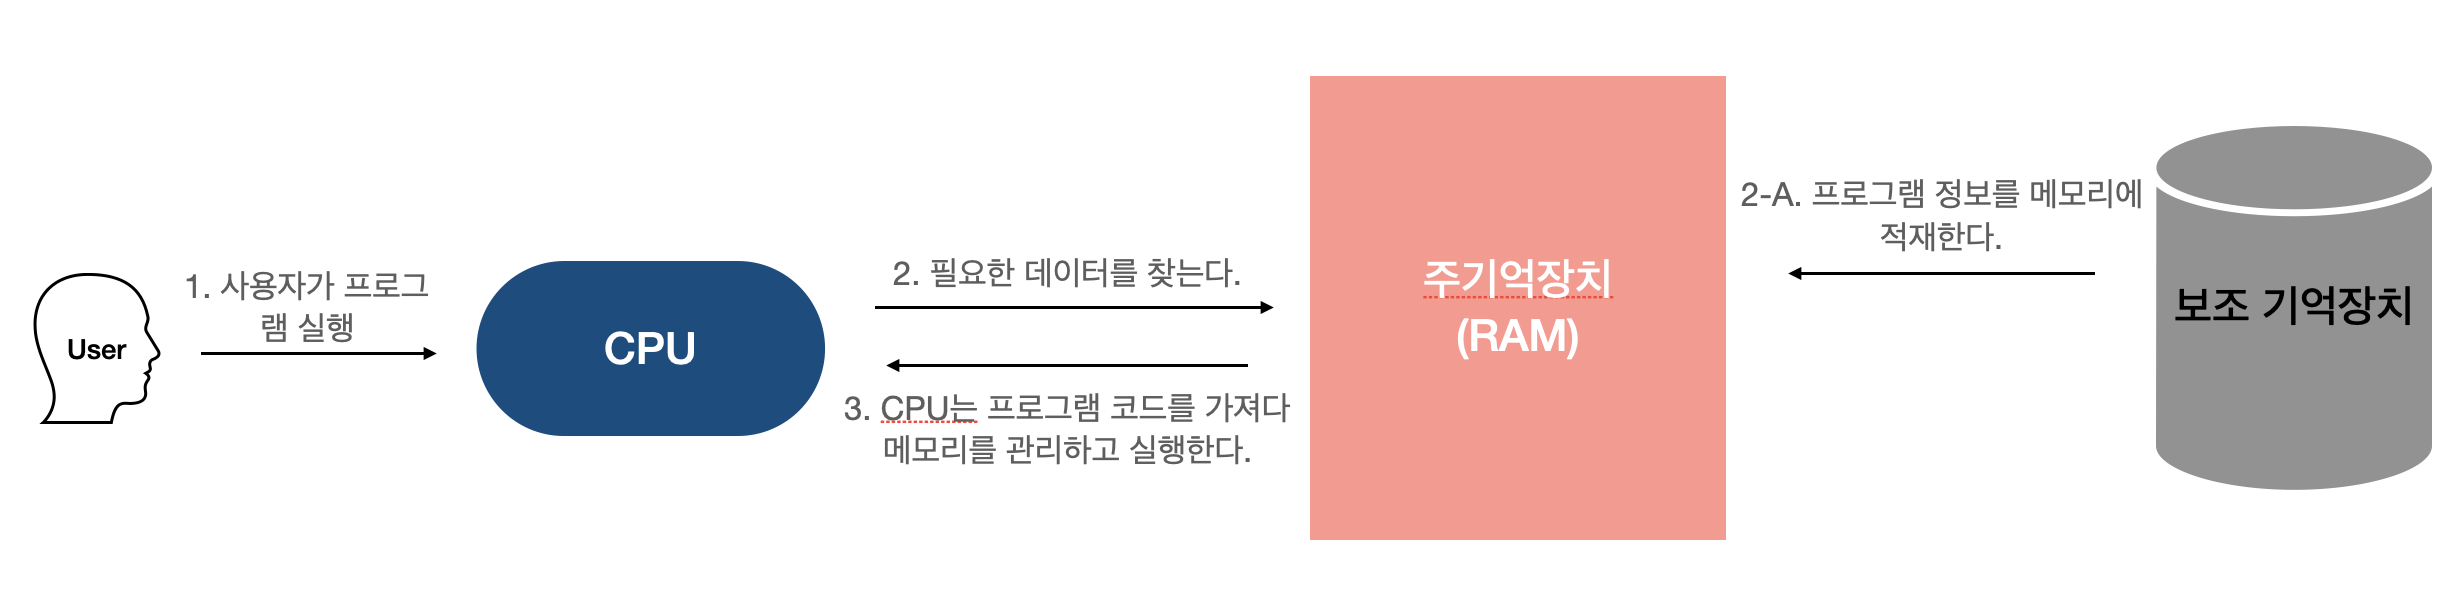 User
1. 사용자가 프로그
램 실행
CPU
2. 필요한 데이터를 찾는다.
3. CPU는 프로그램 코드를 가져다
메모리를 관리하고 실행한다.
주기억장치
(RAM)
2-A. 프로그램 정보를 메모리에
적재한다.
보조 기억장치